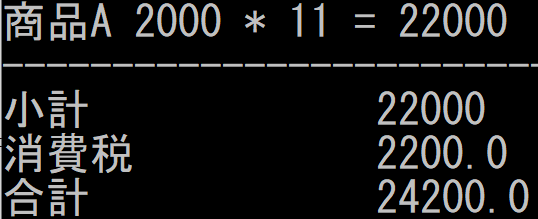 商品A 2000 * 11 = 22000
-------------------------
小計 22000
消費税 2200.0
合計 24200.0